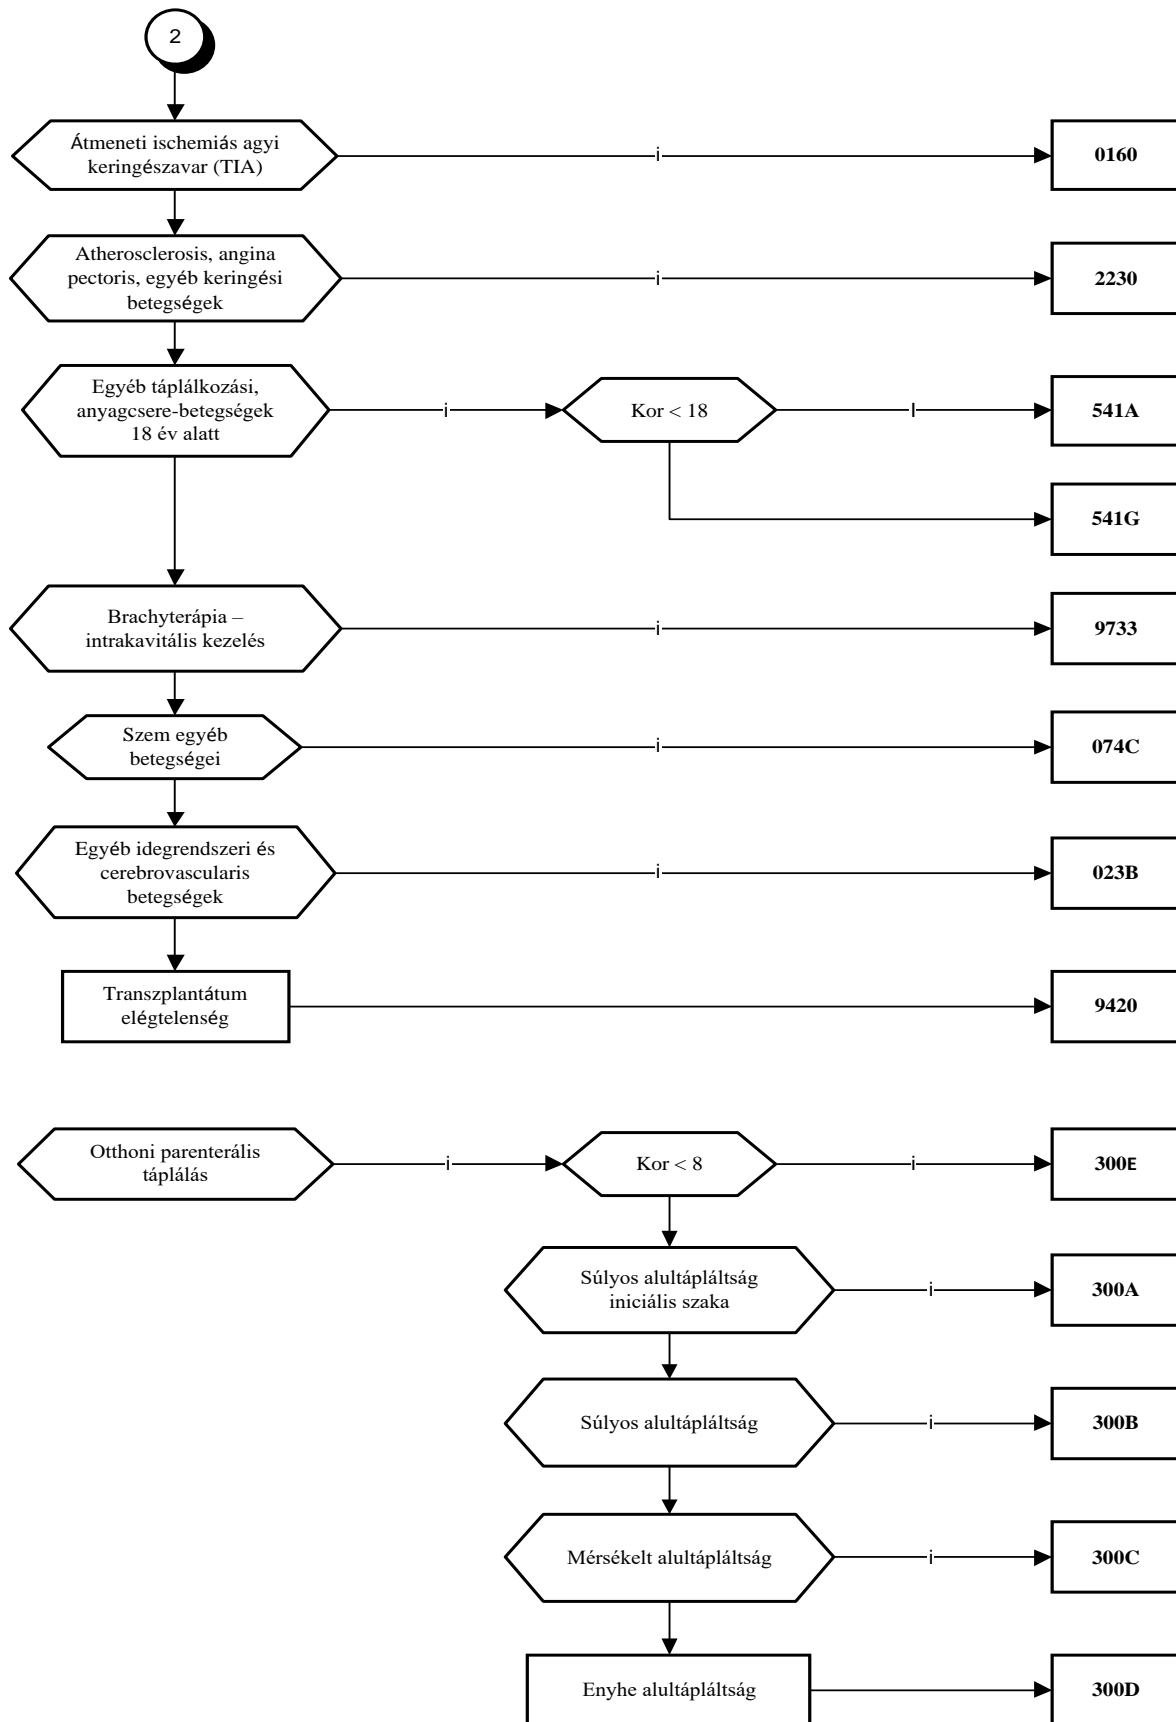 2
Átmeneti ischemiás agyi
keringészavar (TIA)
i
0160
Atherosclerosis, angina
pectoris, egyéb keringési
betegségek
i
2230
Egyéb táplálkozási,
anyagcsere-betegségek
18 év alatt
i
Kor < 18
I
541A
541G
Brachyterápia –
intrakavitális kezelés
i
9733
Szem egyéb
betegségei
i
074C
Egyéb idegrendszeri és
cerebrovascularis
betegségek
i
023B
Transzplantátum
elégtelenség
9420
Otthoni parenterális
táplálás
i
Kor < 8
i
300E
Súlyos alultápláltság
iniciális szaka
i
300A
Súlyos alultápláltság
i
300B
Mérsékelt alultápláltság
i
300C
Enyhe alultápláltság
300D